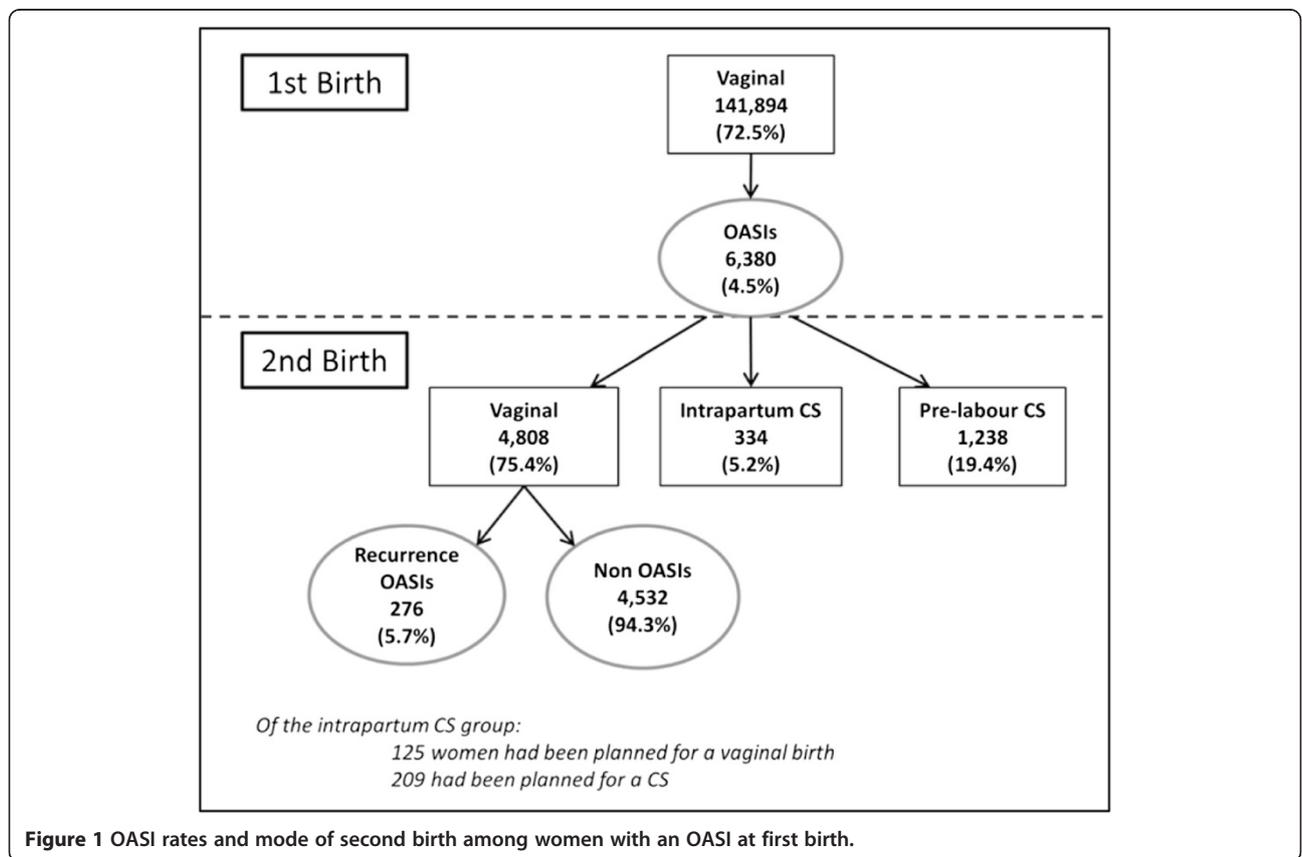 1st Birth
Vaginal
141,894
(72.5%)
OASIs
6,380
(4.5%)
2nd Birth
Vaginal
4,808
(75.4%)
Intrapartum CS
334
(5.2%)
Pre-labour CS
1,238
(19.4%)
Recurrence
OASIs
276
(5.7%)
Non OASIs
4,532
(94.3%)
Of the intrapartum CS group:
125 women had been planned for a vaginal birth
209 had been planned for a CS
Figure 1 OASI rates and mode of second birth among women with an OASI at first birth.